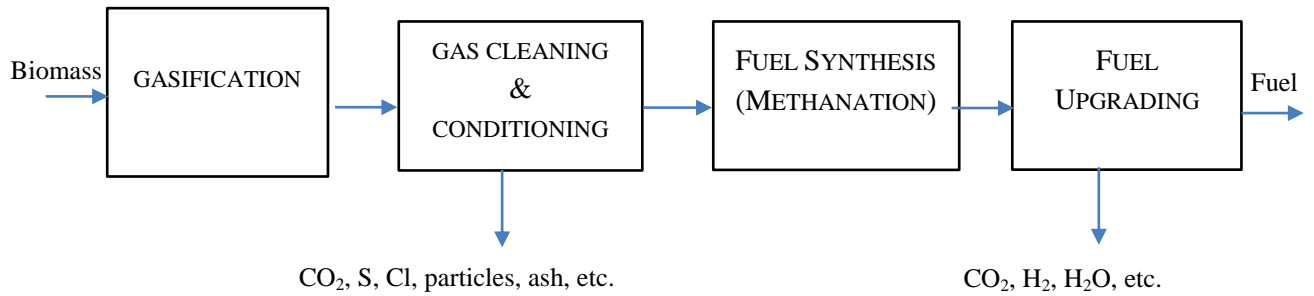 Biomass
GASIFICATION
GAS CLEANING
&
CONDITIONING
FUEL SYNTHESIS
(METHANATION)
FUEL
UPGRADING
Fuel
CO₂, S, Cl, particles, ash, etc.
CO₂, H₂, H₂O, etc.